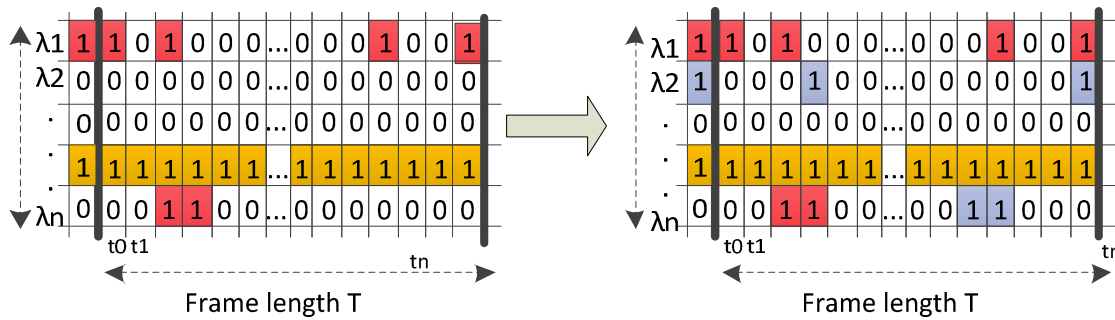 λ1 1 1 0 1 0 0 0 ... 0 0 0 1 0 0 1
λ2 0 0 0 0 0 0 0 ... 0 0 0 0 0 0 0
. 0 0 0 0 0 0 0 ... 0 0 0 0 0 0 0
. 1 1 1 1 1 1 1 ... 1 1 1 1 1 1 1
.
λn 0 0 0 1 1 0 0 ... 0 0 0 0 0 0 0
t0 t1
tn
Frame length T
λ1 1 1 0 1 0 0 0 ... 0 0 0 1 0 0 1
λ2 1 0 0 0 1 0 0 ... 0 0 0 0 0 0 1
. 0 0 0 0 0 0 0 ... 0 0 0 0 0 0 0
. 1 1 1 1 1 1 1 ... 1 1 1 1 1 1 1
.
λn 0 0 0 1 1 0 0 ... 0 0 1 1 0 0 0
t0 t1
tn
Frame length T